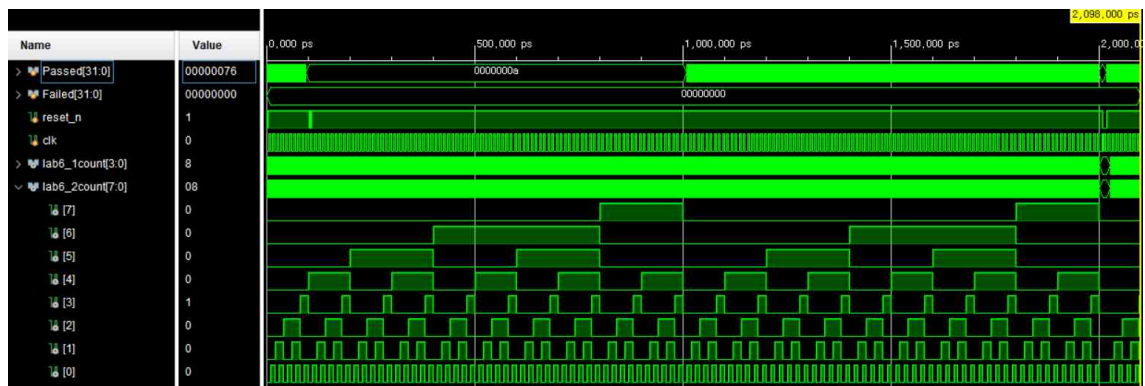 2,098,000 ps
Name Value 0,000 ps 500,000 ps 1,000,000 ps 1,500,000 ps 2,000,0
Passed[31:0] 00000076 0000000a
Failed[31:0] 00000000 00000000
reset_n 1
clk 0
lab6_1count[3:0] 8
lab6_2count[7:0] 08
[7] 0
[6] 0
[5] 0
[4] 0
[3] 1
[2] 0
[1] 0
[0] 0